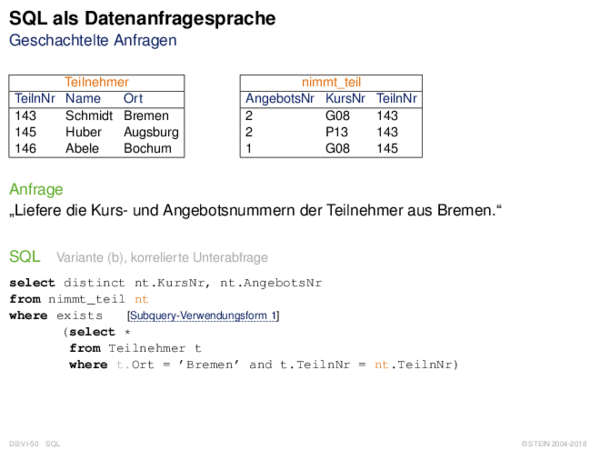 SQL als Datenanfragesprache
Geschachtelte Anfragen
Teilnehmer
TeilnNr Name Ort
143 Schmidt Bremen
145 Huber Augsburg
146 Abele Bochum
nimmt_teil
AngebotsNr KursNr TeilnNr
2 G08 143
2 P13 143
1 G08 145
Anfrage
„Liefere die Kurs- und Angebotsnummern der Teilnehmer aus Bremen.“
SQL Variante (b), korrelierte Unterabfrage
select distinct nt.KursNr, nt.AngebotsNr
from nimmt_teil nt
where exists [Subquery-Verwendungsform 1]
(select *
from Teilnehmer t
where t.Ort = ’Bremen’ and t.TeilnNr = nt.TeilnNr)
DB:VI-50 SQL
© STEIN 2004-2018